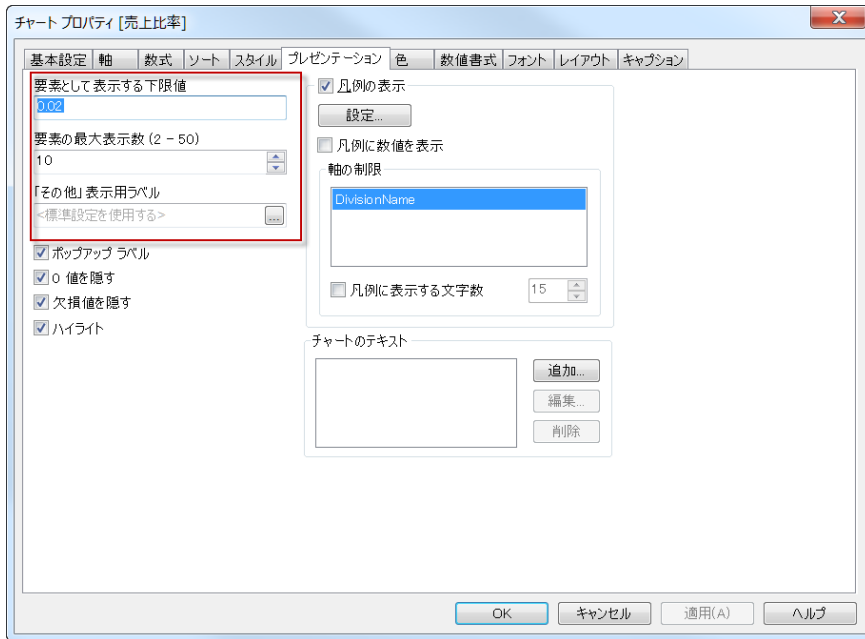 チャート プロパティ [売上比率]
基本設定 軸 数式 ソート スタイル プレゼンテーション 色 数値書式 フォント レイアウト キャプション
要素として表示する下限値
0.02
要素の最大表示数 (2 - 50)
10
「その他」表示用ラベル
<標準設定を使用する>
...
ポップアップ ラベル
0 値を隠す
欠損値を隠す
ハイライト
凡例の表示
設定...
凡例に数値を表示
軸の制限
DivisionName
凡例に表示する文字数 15
チャートのテキスト
追加...
編集...
削除
OK キャンセル 適用(A) ヘルプ